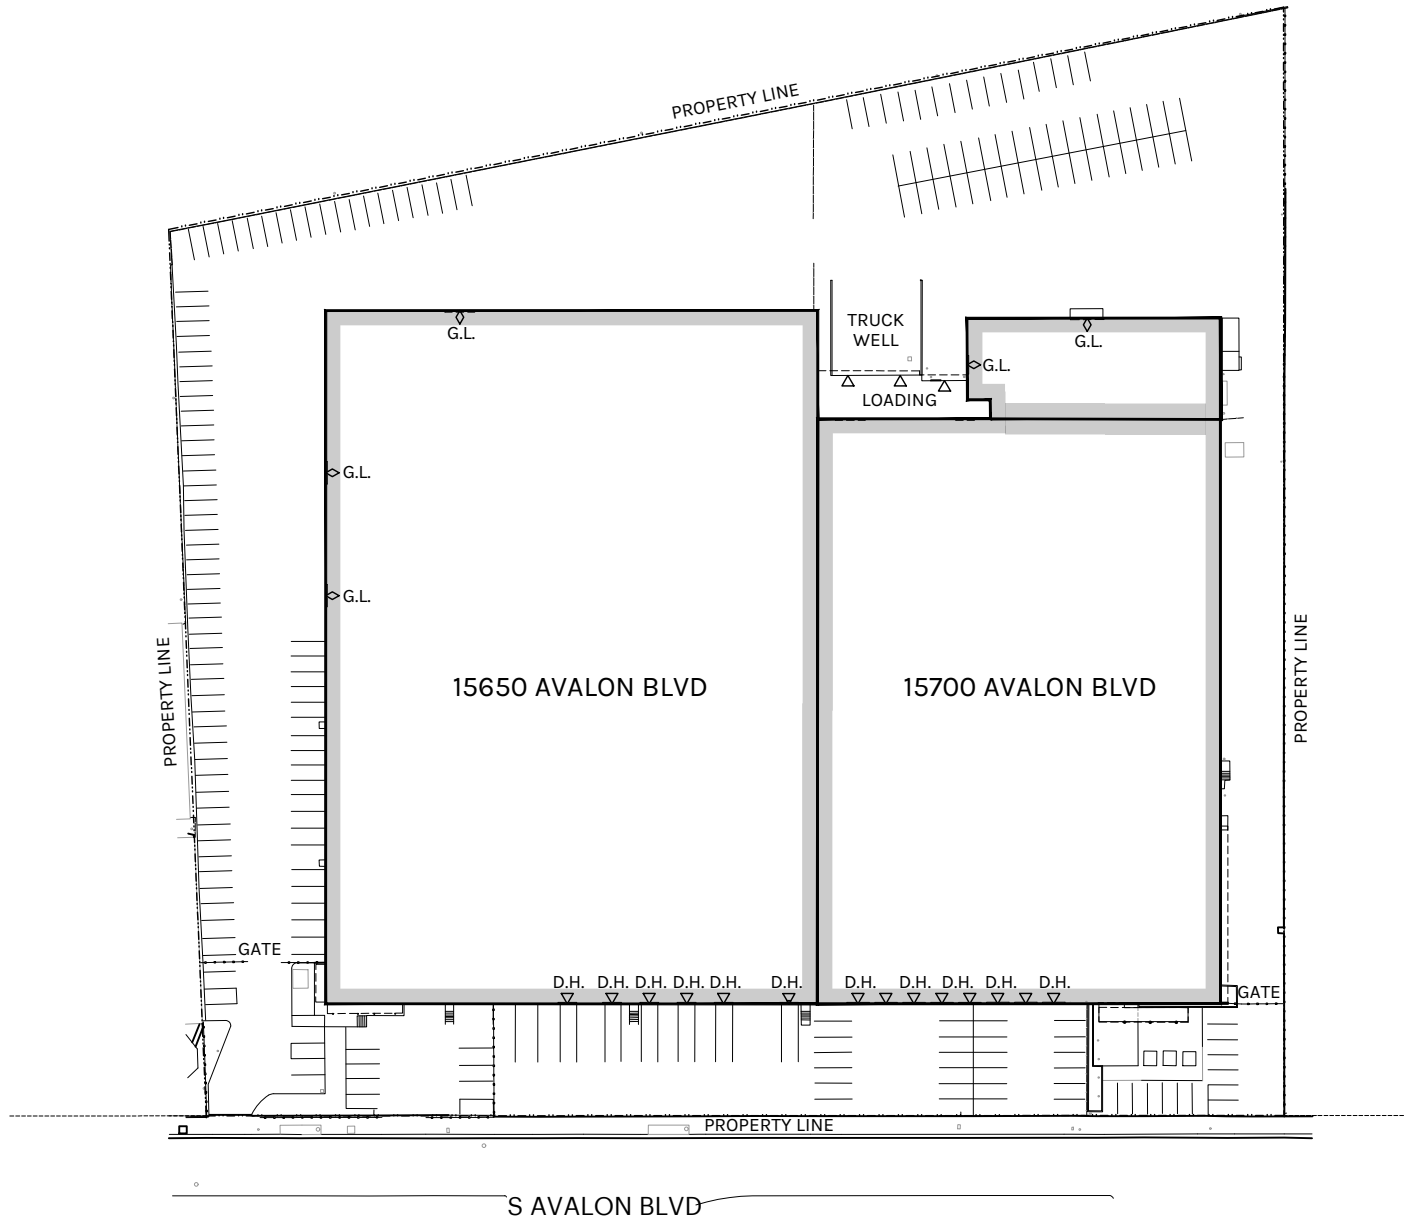 PROPERTY LINE
TRUCK
WELL
G.L.
G.L.
G.L.
LOADING
G.L.
G.L.
PROPERTY LINE
PROPERTY LINE
15650 AVALON BLVD
15700 AVALON BLVD
GATE
D.H.
D.H.
D.H.
D.H.
D.H.
D.H.
D.H.
D.H.
D.H.
D.H.
D.H.
GATE
PROPERTY LINE
S AVALON BLVD